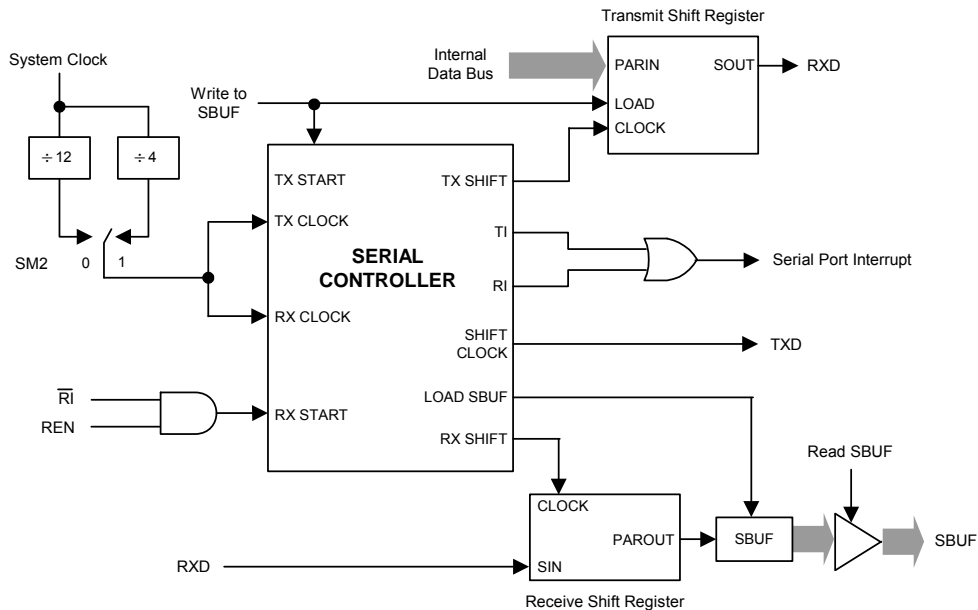 Transmit Shift Register
System Clock
Internal
Data Bus
PARIN
SOUT
RXD
Write to
SBUF
LOAD
CLOCK
÷ 12
÷ 4
TX START
TX SHIFT
TX CLOCK
TI
SM2
0
1
SERIAL
CONTROLLER
Serial Port Interrupt
RI
RX CLOCK
SHIFT
CLOCK
TXD
R̅I̅
REN
RX START
LOAD SBUF
RX SHIFT
Read SBUF
CLOCK
PAROUT
SBUF
SBUF
RXD
SIN
Receive Shift Register